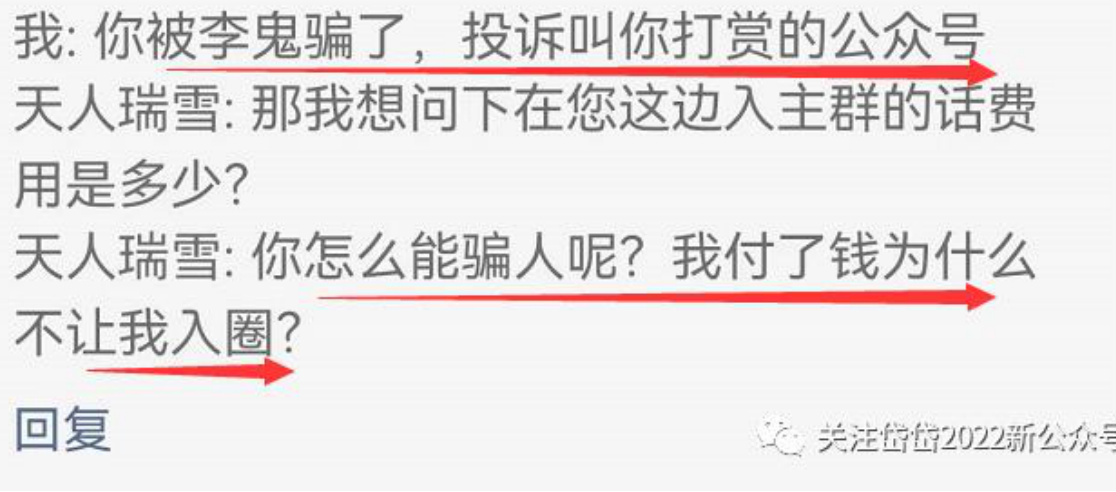 我: 你被李鬼骗了，投诉叫你打赏的公众号
天人瑞雪: 那我想问下在您这边入主群的话费
用是多少?
天人瑞雪: 你怎么能骗人呢？我付了钱为什么
不让我入圈?
回复
关注岱岱2022新公众号